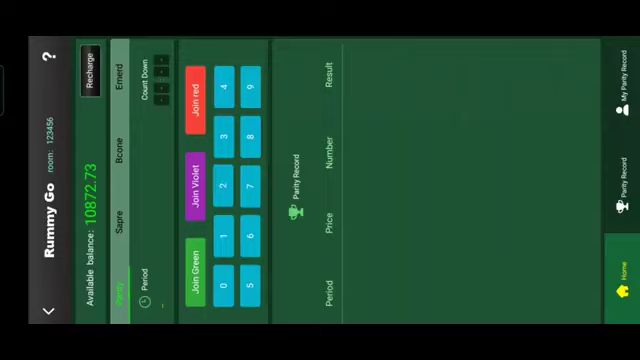 Rummy Go room: 123456 ?
Available balance: 10872.73 Recharge
Parity Sapre Bcone Emerd
Period Count Down
Join Green Join Violet Join red
0 1 2 3 4
5 6 7 8 9
Parity Record
Period Price Number Result
Home Parity Record My Parity Record